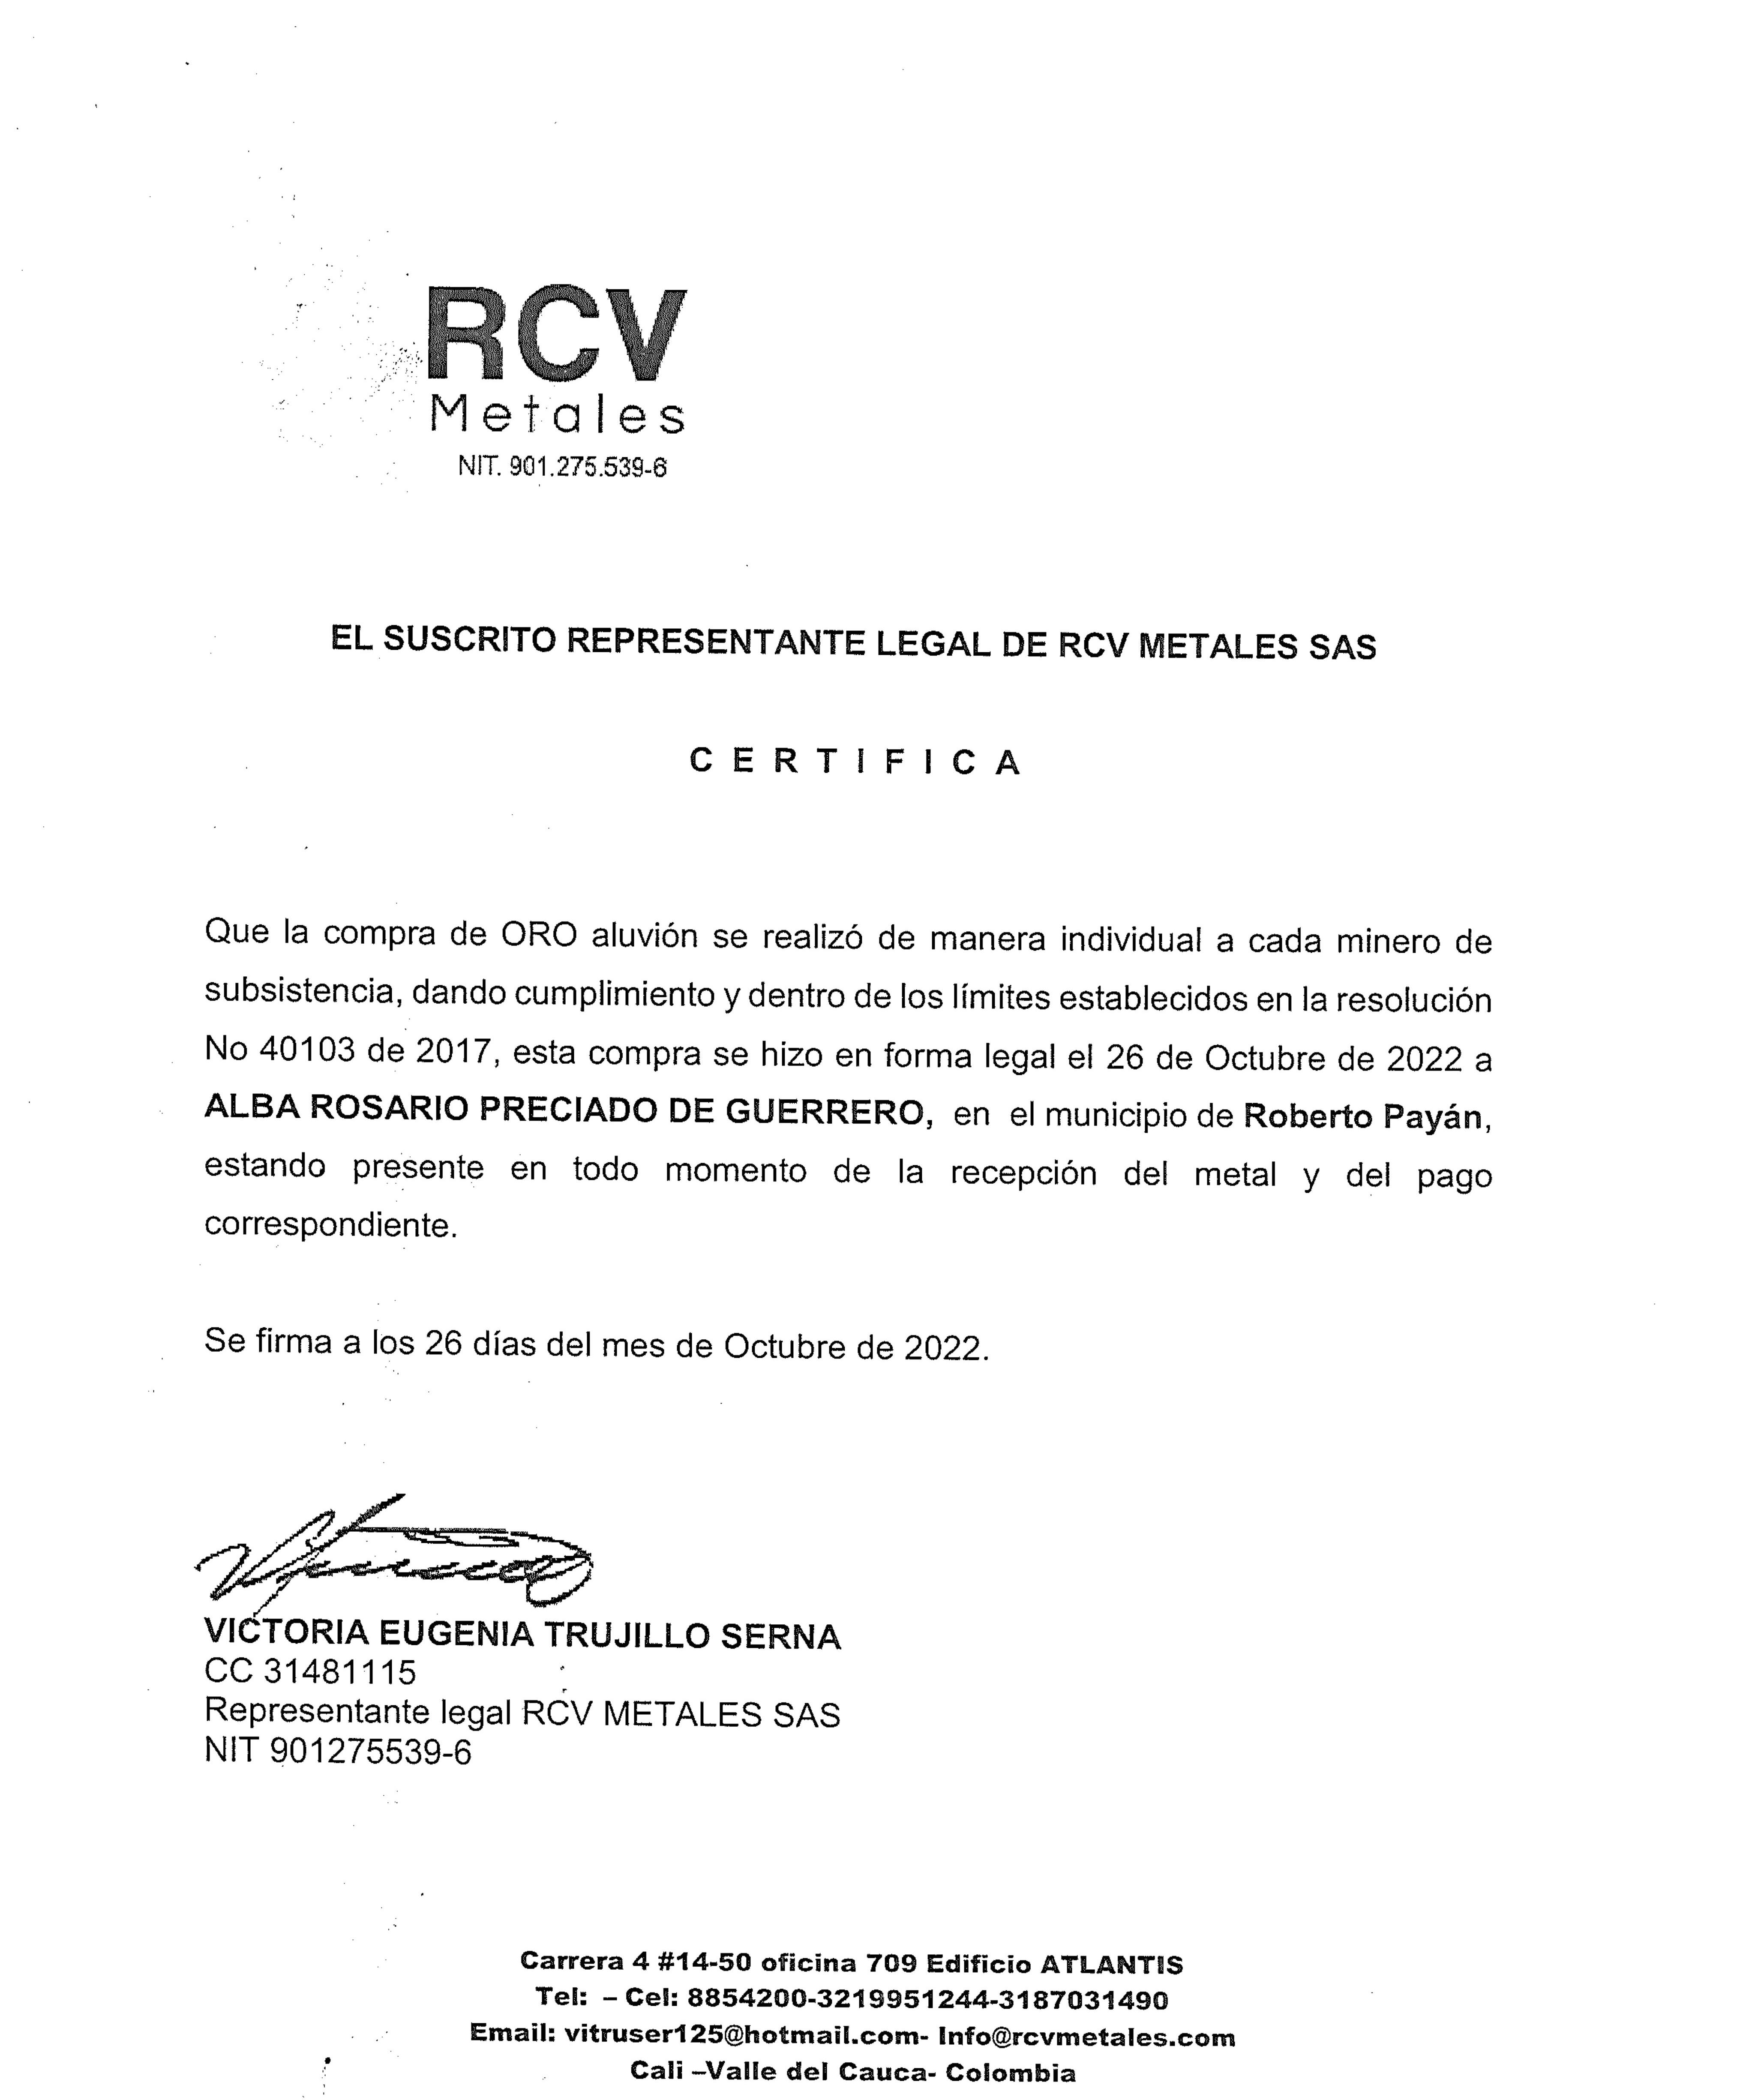 RCV
Metales
NIT. 901.275.539-6
EL SUSCRITO REPRESENTANTE LEGAL DE RCV METALES SAS
C E R T I F I C A
Que la compra de ORO aluvión se realizó de manera individual a cada minero de
subsistencia, dando cumplimiento y dentro de los límites establecidos en la resolución
No 40103 de 2017, esta compra se hizo en forma legal el 26 de Octubre de 2022 a
ALBA ROSARIO PRECIADO DE GUERRERO, en el municipio de Roberto Payán,
estando presente en todo momento de la recepción del metal y del pago
correspondiente.
Se firma a los 26 días del mes de Octubre de 2022.
VICTORIA EUGENIA TRUJILLO SERNA
CC 31481115
Representante legal RCV METALES SAS
NIT 901275539-6
Carrera 4 #14-50 oficina 709 Edificio ATLANTIS
Tel: – Cel: 8854200-3219951244-3187031490
Email: vitruser125@hotmail.com- Info@rcvmetales.com
Cali –Valle del Cauca- Colombia